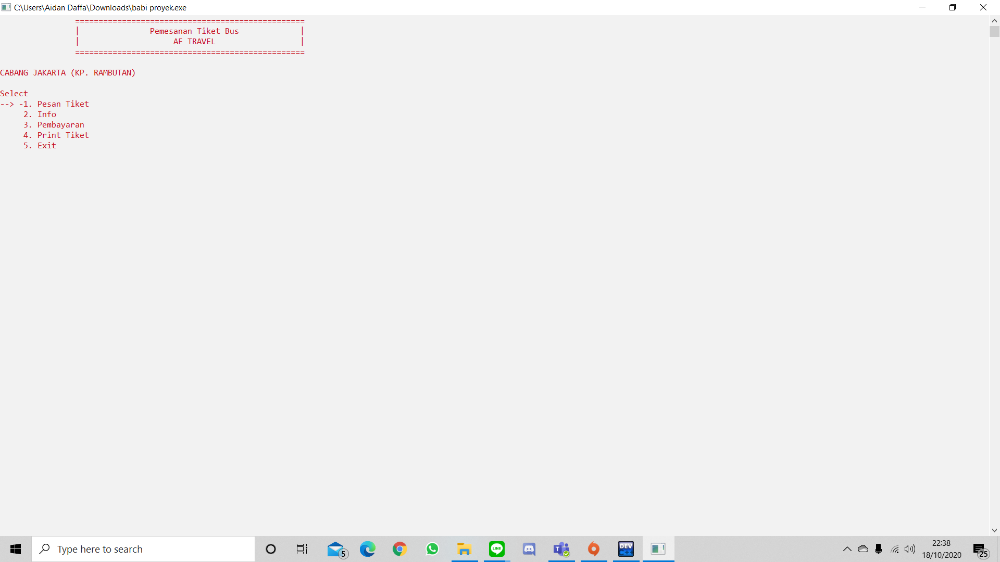 C:\Users\Aidan Daffa\Downloads\babi proyek.exe
=================================================
| Pemesanan Tiket Bus |
| AF TRAVEL |
=================================================
CABANG JAKARTA (KP. RAMBUTAN)
Select
--> -1. Pesan Tiket
2. Info
3. Pembayaran
4. Print Tiket
5. Exit
Type here to search
5
LINE
T
DEV
C++
22:38
18/10/2020
25